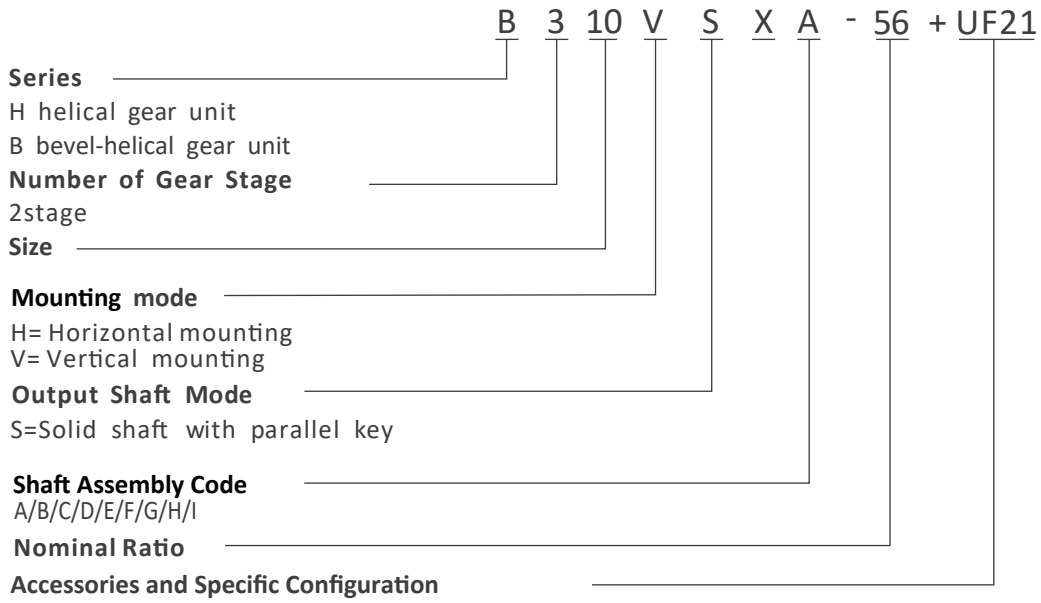 B 3 10 V S X A - 56 + UF21
Series
H helical gear unit
B bevel-helical gear unit
Number of Gear Stage
2stage
Size
Mounting mode
H= Horizontal mounting
V= Vertical mounting
Output Shaft Mode
S=Solid shaft with parallel key
Shaft Assembly Code
A/B/C/D/E/F/G/H/I
Nominal Ratio
Accessories and Specific Configuration